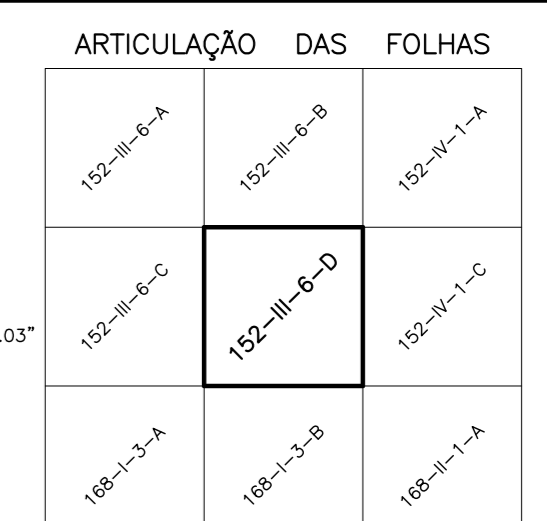 ARTICULAÇÃO DAS FOLHAS
152-III-6-A
152-III-6-B
152-IV-1-A
152-III-6-C
152-III-6-D
152-IV-1-C
.03"
168-I-3-A
168-I-3-B
168-II-1-A